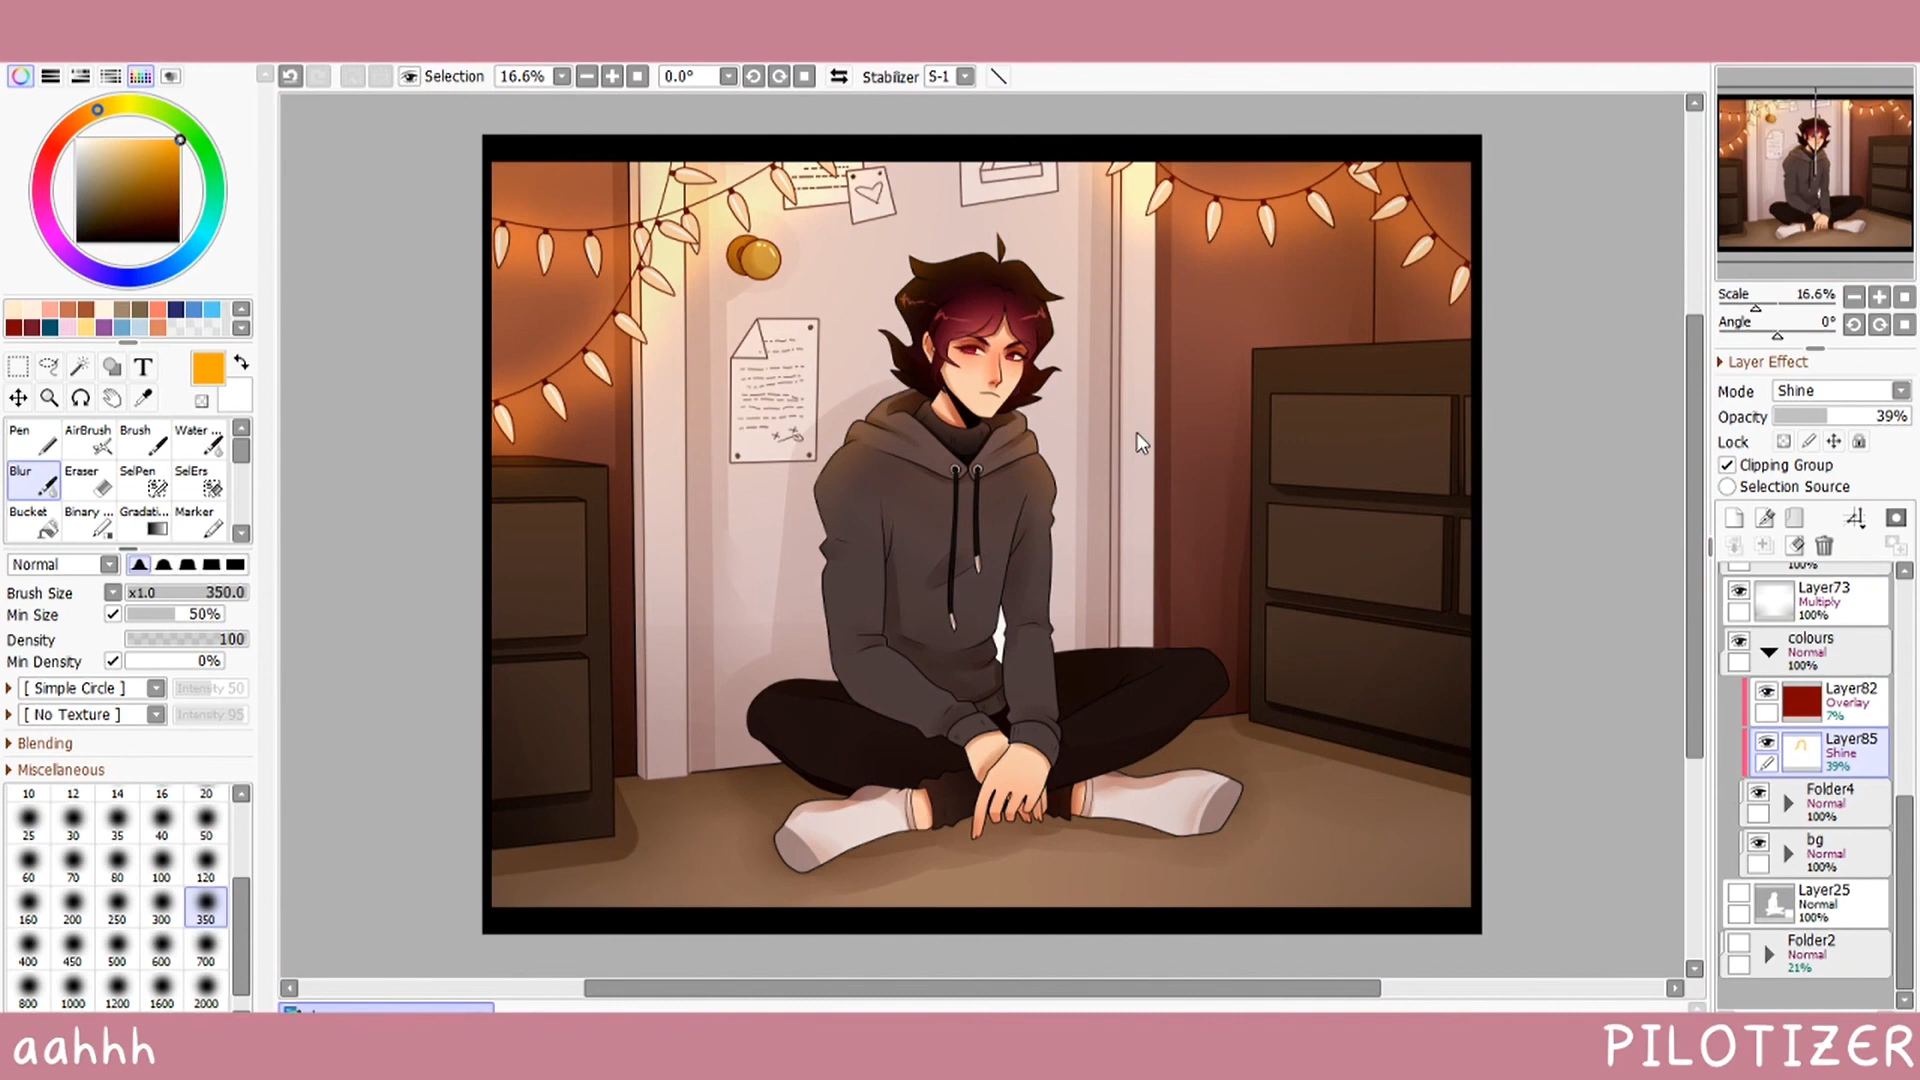 Selection 16.6% 0.0° Stabilizer S-1
Scale 16.6%
Angle 0°
Layer Effect
Mode Shine
Opacity 39%
Lock
Clipping Group
Selection Source
T
Pen AirBrush Brush Water ...
Blur Eraser SelPen SelErs
Bucket Binary ... Gradati... Marker
Normal
Brush Size x1.0 350.0
Min Size 50%
Density 100
Min Density 0%
[ Simple Circle ] Intensity 50
[ No Texture ] Intensity 95
Blending
Miscellaneous
10 12 14 16 20
25 30 35 40 50
60 70 80 100 120
160 200 250 300 350
400 450 500 600 700
800 1000 1200 1600 2000
100%
Layer73
Multiply
100%
colours
Normal
100%
Layer82
Overlay
7%
Layer85
Shine
39%
Folder4
Normal
100%
bg
Normal
100%
Layer25
Normal
100%
Folder2
Normal
21%
aahhh
PILOTIZER